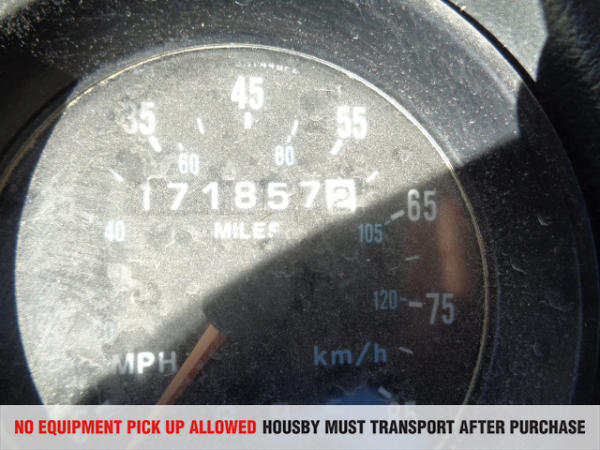 45
35 55
60 80
1718572 65
40 MILES 105
120 75
MPH km/h
85
NO EQUIPMENT PICK UP ALLOWED HOUSBY MUST TRANSPORT AFTER PURCHASE